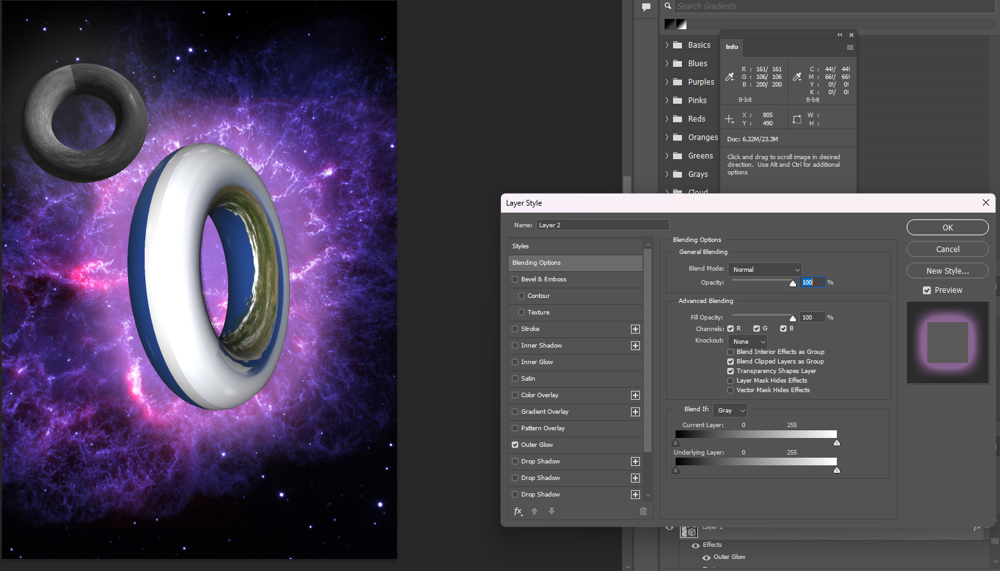 Search Gradients
Basics
Blues
Purples
Pinks
Reds
Oranges
Greens
Grays
Cloud
Info
R : 161/ 161
G : 106/ 106
B : 200/ 200
8-bit
C : 44!/ 44!
M : 66!/ 66!
Y : 0!/ 0!
K : 0!/ 0!
8-bit
X : 805
Y : 490
W :
H :
Doc: 6.22M/23.3M
Click and drag to scroll image in desired
direction. Use Alt and Ctrl for additional
options
Layer Style
Name: Layer 2
Styles
Blending Options
Bevel & Emboss
Contour
Texture
Stroke
Inner Shadow
Inner Glow
Satin
Color Overlay
Gradient Overlay
Pattern Overlay
Outer Glow
Drop Shadow
Drop Shadow
Drop Shadow
fx
Blending Options
General Blending
Blend Mode: Normal
Opacity: 100 %
Advanced Blending
Fill Opacity: 100 %
Channels: R G B
Knockout: None
Blend Interior Effects as Group
Blend Clipped Layers as Group
Transparency Shapes Layer
Layer Mask Hides Effects
Vector Mask Hides Effects
Blend If: Gray
Current Layer: 0 255
Underlying Layer: 0 255
OK
Cancel
New Style...
Preview
Layer 2
fx
Effects
Outer Glow